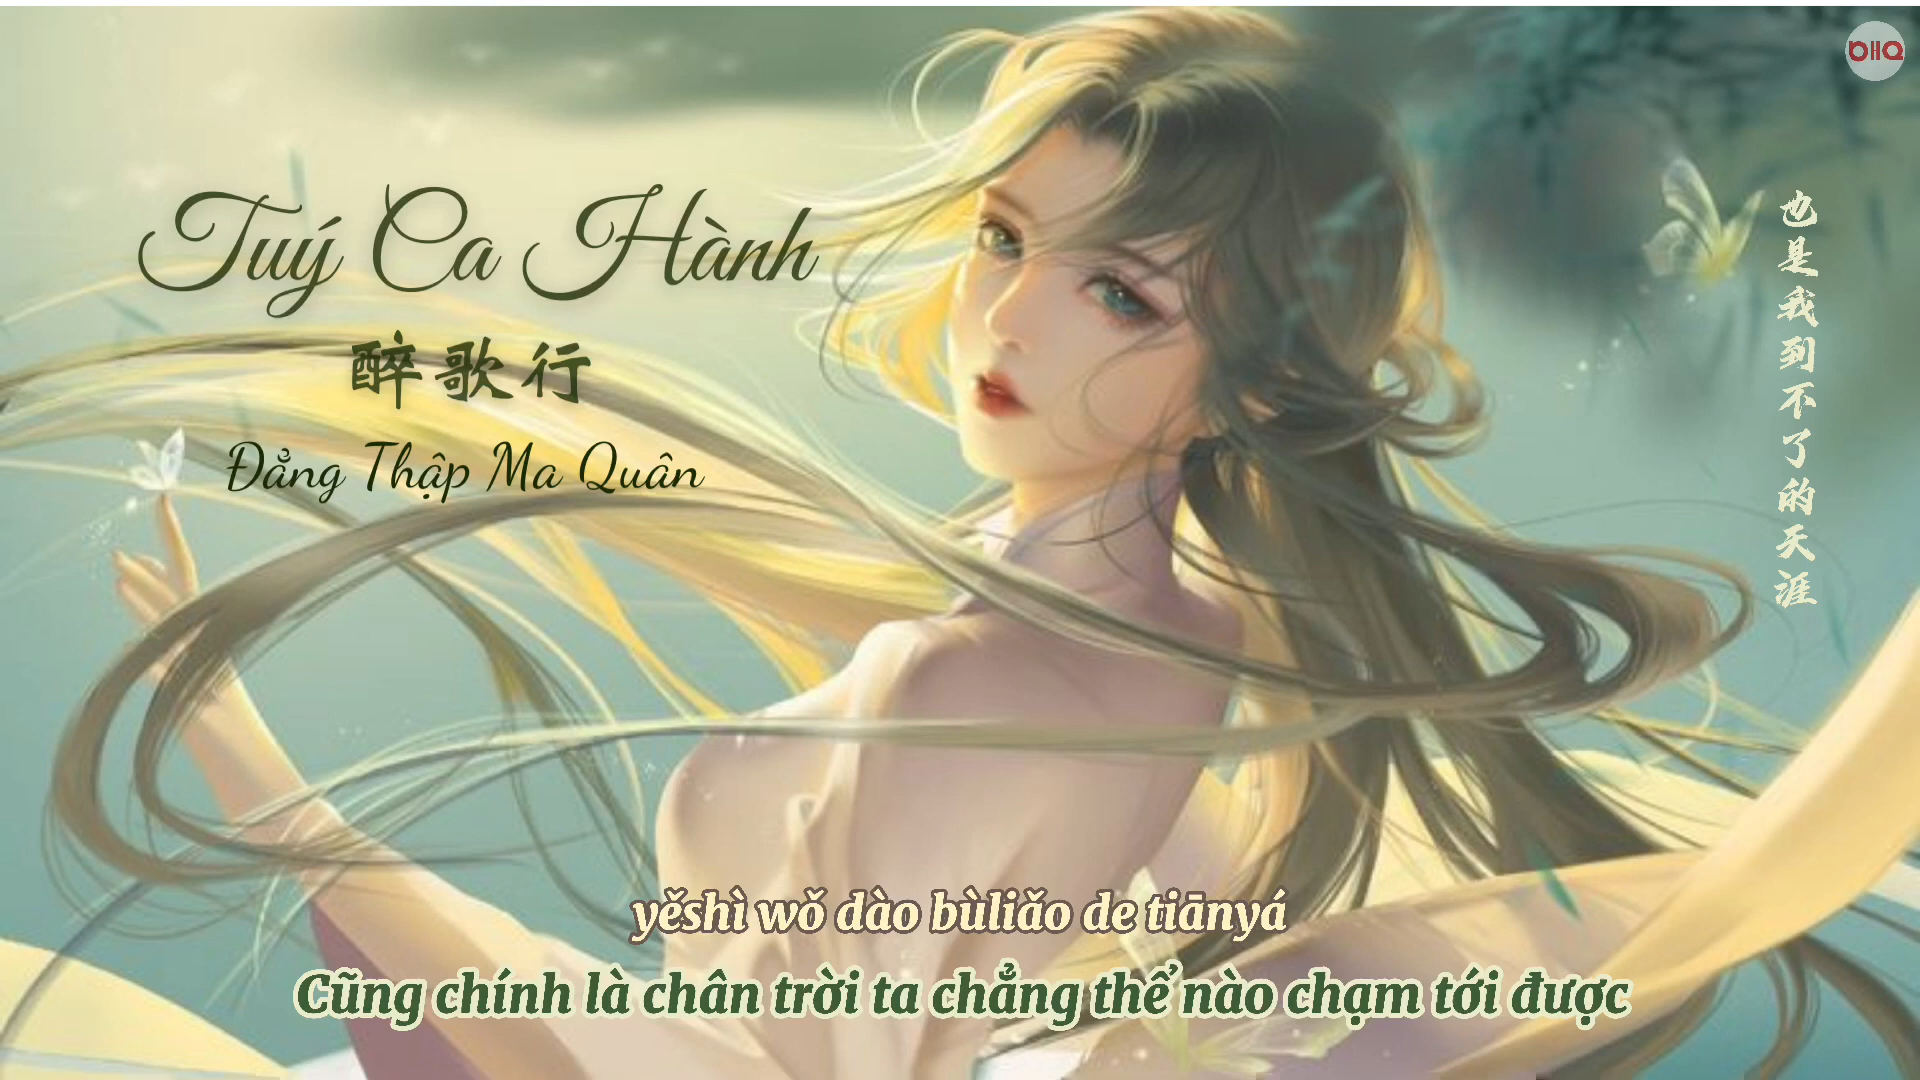 Tuý Ca Hành
醉歌行
Đẳng Thập Ma Quân
也是我到不了的天涯
yěshì wǒ dào bùliǎo de tiānyá
Cũng chính là chân trời ta chẳng thể nào chạm tới được